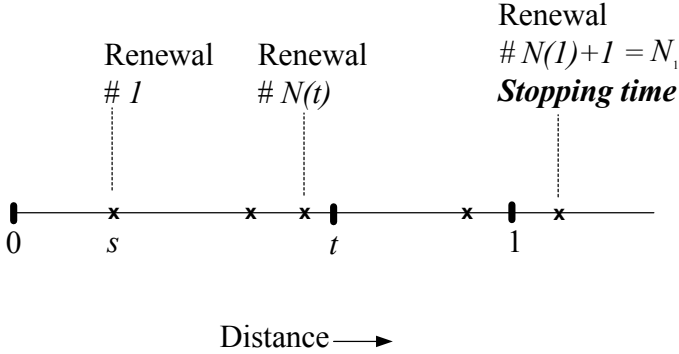 Renewal
# 1
Renewal
# N(t)
Renewal
# N(1)+1 = N₁
Stopping time
x x x x x
0 s t 1
Distance